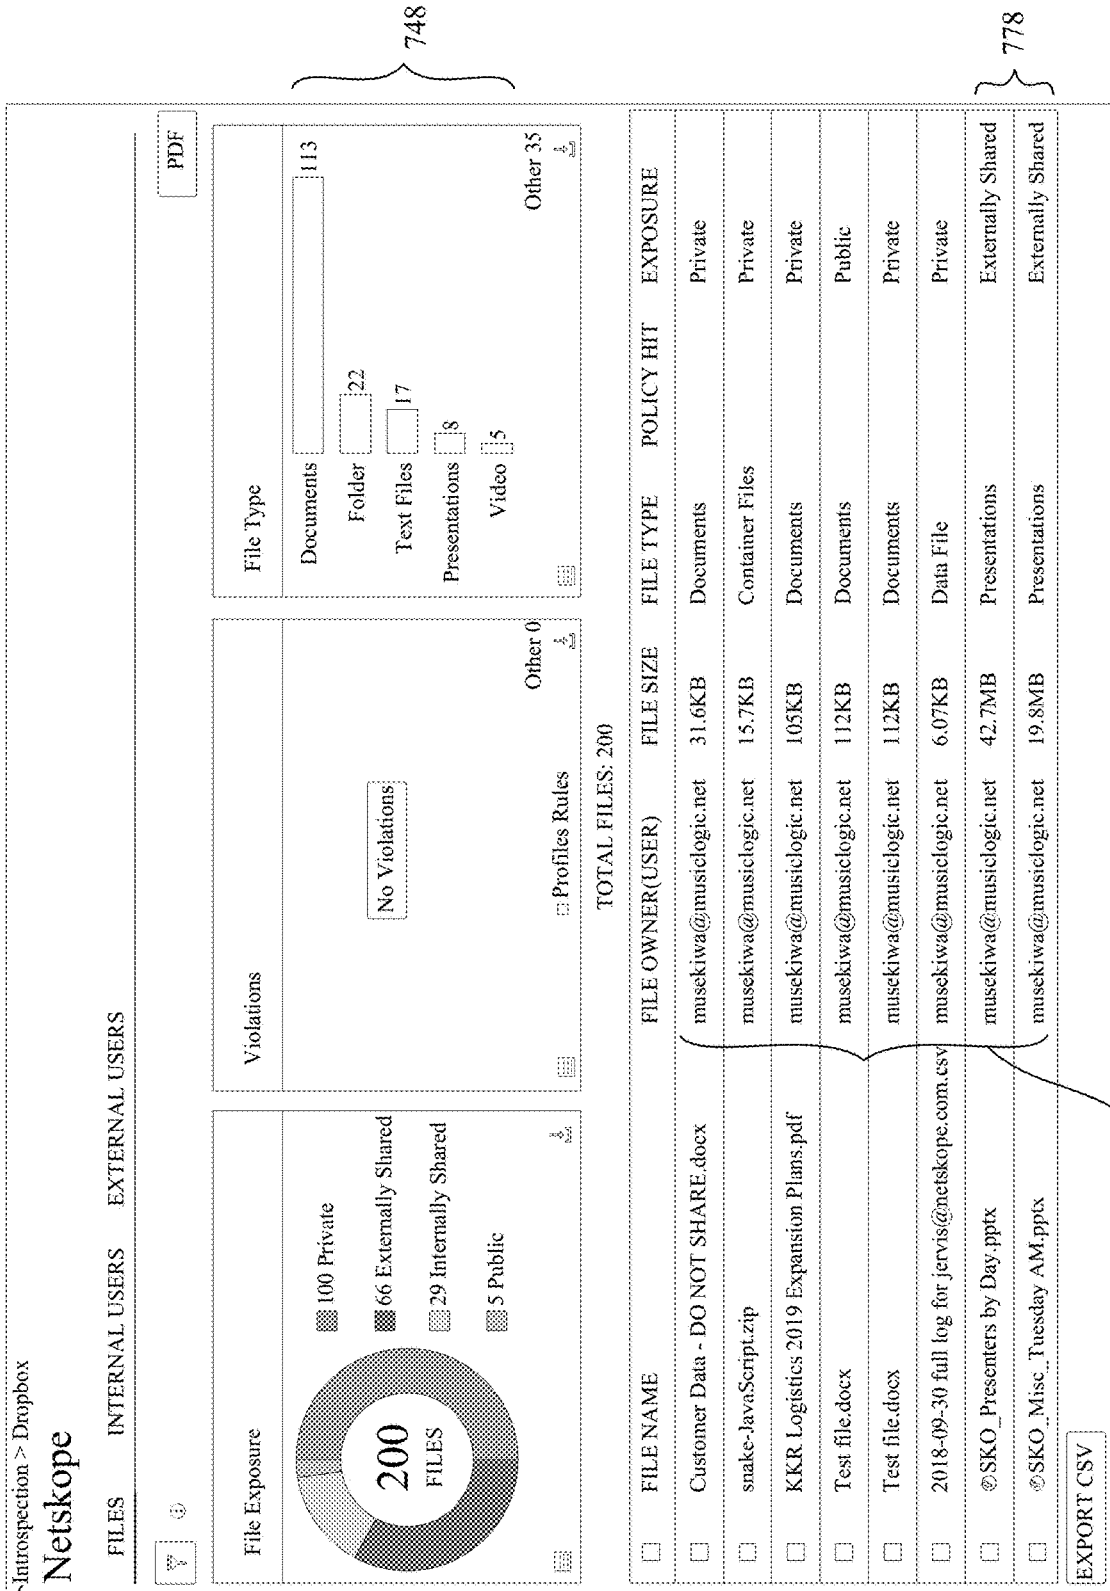 Introspection > Dropbox
Netskope
FILES INTERNAL USERS EXTERNAL USERS
PDF
File Exposure
200
FILES
100 Private
66 Externally Shared
29 Internally Shared
5 Public
Violations
No Violations
Profiles Rules
Other 0
File Type
Documents 113
Folder 22
Text Files 17
Presentations 8
Video 5
Other 35
748
TOTAL FILES: 200
FILE NAME FILE OWNER(USER) FILE SIZE FILE TYPE POLICY HIT EXPOSURE
Customer Data - DO NOT SHARE.docx musekiwa@musiclogic.net 31.6KB Documents Private
snake-JavaScript.zip musekiwa@musiclogic.net 15.7KB Container Files Private
KKR Logistics 2019 Expansion Plans.pdf musekiwa@musiclogic.net 105KB Documents Private
Test file.docx musekiwa@musiclogic.net 112KB Documents Public
Test file.docx musekiwa@musiclogic.net 112KB Documents Private
2018-09-30 full log for jervis@netskope.com.csv musekiwa@musiclogic.net 6.07KB Data File Private
SKO_Presenters by Day.pptx musekiwa@musiclogic.net 42.7MB Presentations Externally Shared
SKO_Misc_Tuesday AM.pptx musekiwa@musiclogic.net 19.8MB Presentations Externally Shared
778
EXPORT CSV